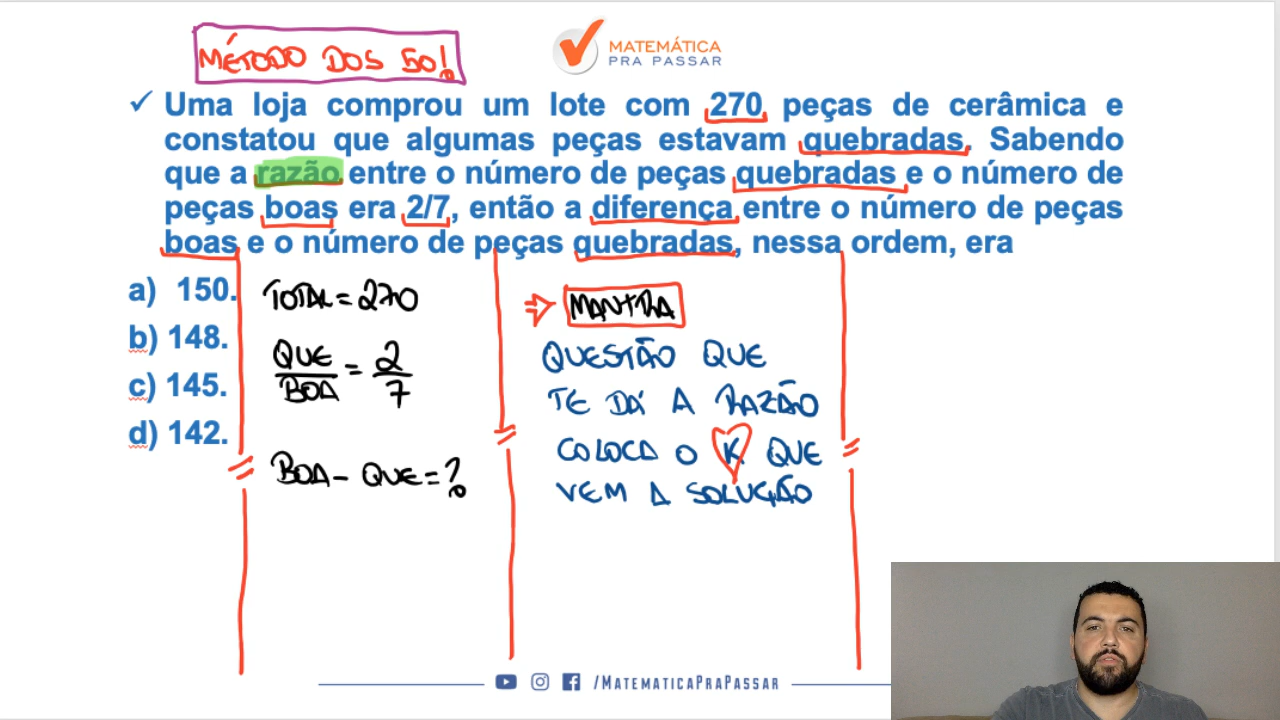 MÉTODO DOS 50!
MATEMÁTICA
PRA PASSAR
✓ Uma loja comprou um lote com 270 peças de cerâmica e
constatou que algumas peças estavam quebradas. Sabendo
que a razão entre o número de peças quebradas e o número de
peças boas era 2/7, então a diferença entre o número de peças
boas e o número de peças quebradas, nessa ordem, era
a) 150.
b) 148.
c) 145.
d) 142.
TOTAL = 270
QUE/BOA = 2/7
BOA - QUE = ?
⇒ MANTRA
QUESTÃO QUE
TE DÁ A RAZÃO
COLOCA O K QUE
VEM A SOLUÇÃO
/MATEMATICAPRAPASSAR